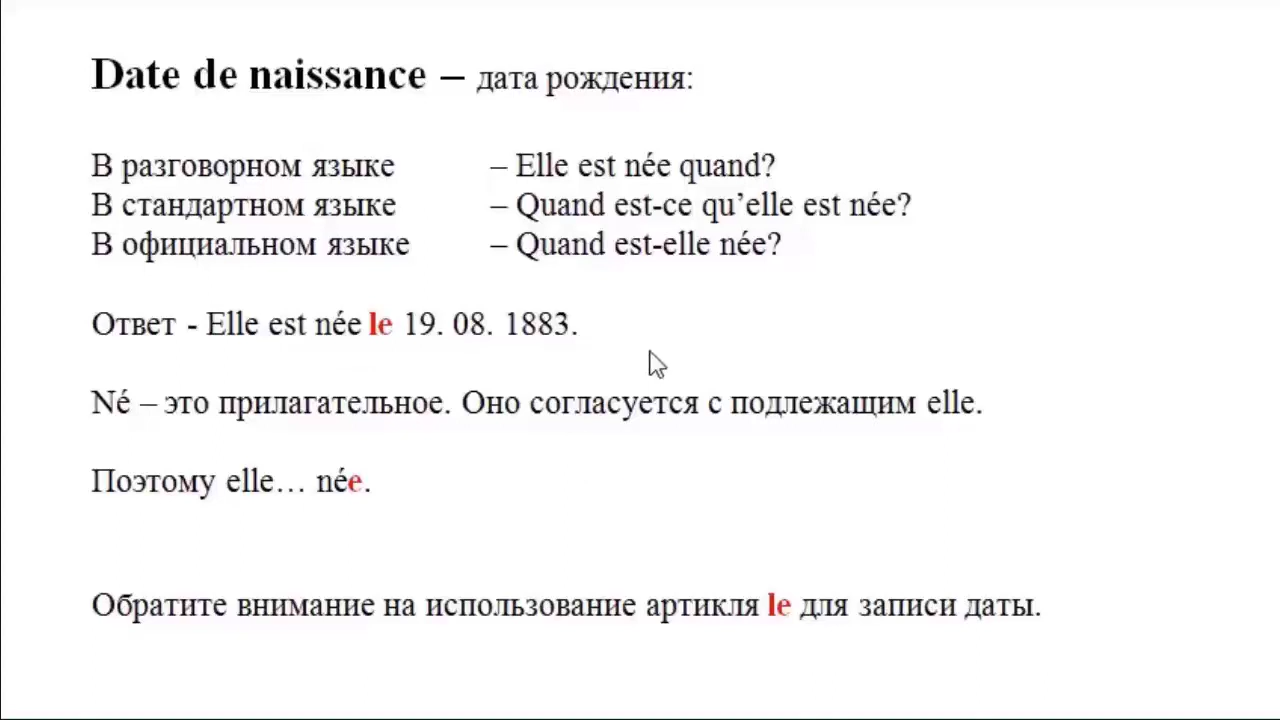 Date de naissance – дата рождения:
В разговорном языке – Elle est née quand?
В стандартном языке – Quand est-ce qu’elle est née?
В официальном языке – Quand est-elle née?
Ответ - Elle est née le 19. 08. 1883.
Né – это прилагательное. Оно согласуется с подлежащим elle.
Поэтому elle… née.
Обратите внимание на использование артикля le для записи даты.